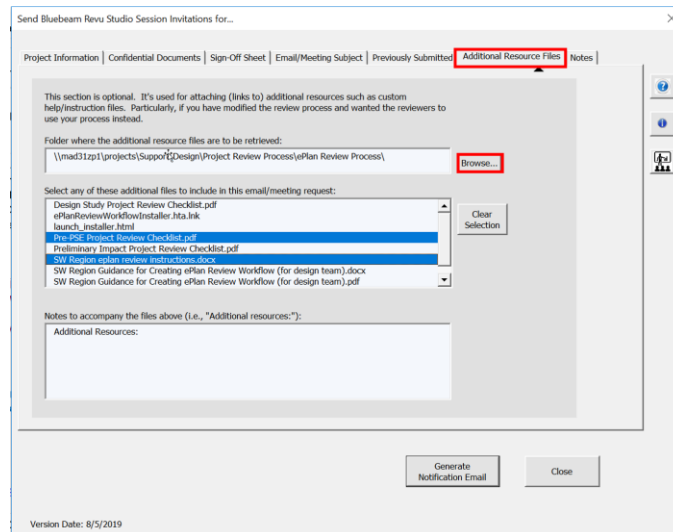 Send Bluebeam Revu Studio Session Invitations for...
Project Information | Confidential Documents | Sign-Off Sheet | Email/Meeting Subject | Previously Submitted | Additional Resource Files | Notes |
This section is optional. It's used for attaching (links to) additional resources such as custom
help/instruction files. Particularly, if you have modified the review process and wanted the reviewers to
use your process instead.
Folder where the additional resource files are to be retrieved:
\\mad31zp1\projects\Support\Design\Project Review Process\ePlan Review Process\
Browse...
Select any of these additional files to include in this email/meeting request:
Design Study Project Review Checklist.pdf
ePlanReviewWorkflowInstaller.hta.lnk
launch_installer.html
Pre-PSE Project Review Checklist.pdf
Preliminary Impact Project Review Checklist.pdf
SW Region eplan review instructions.docx
SW Region Guidance for Creating ePlan Review Workflow (for design team).docx
SW Region Guidance for Creating ePlan Review Workflow (for design team).pdf
Clear
Selection
Notes to accompany the files above (i.e., "Additional resources:"):
Additional Resources:
Generate
Notification Email
Close
Version Date: 8/5/2019